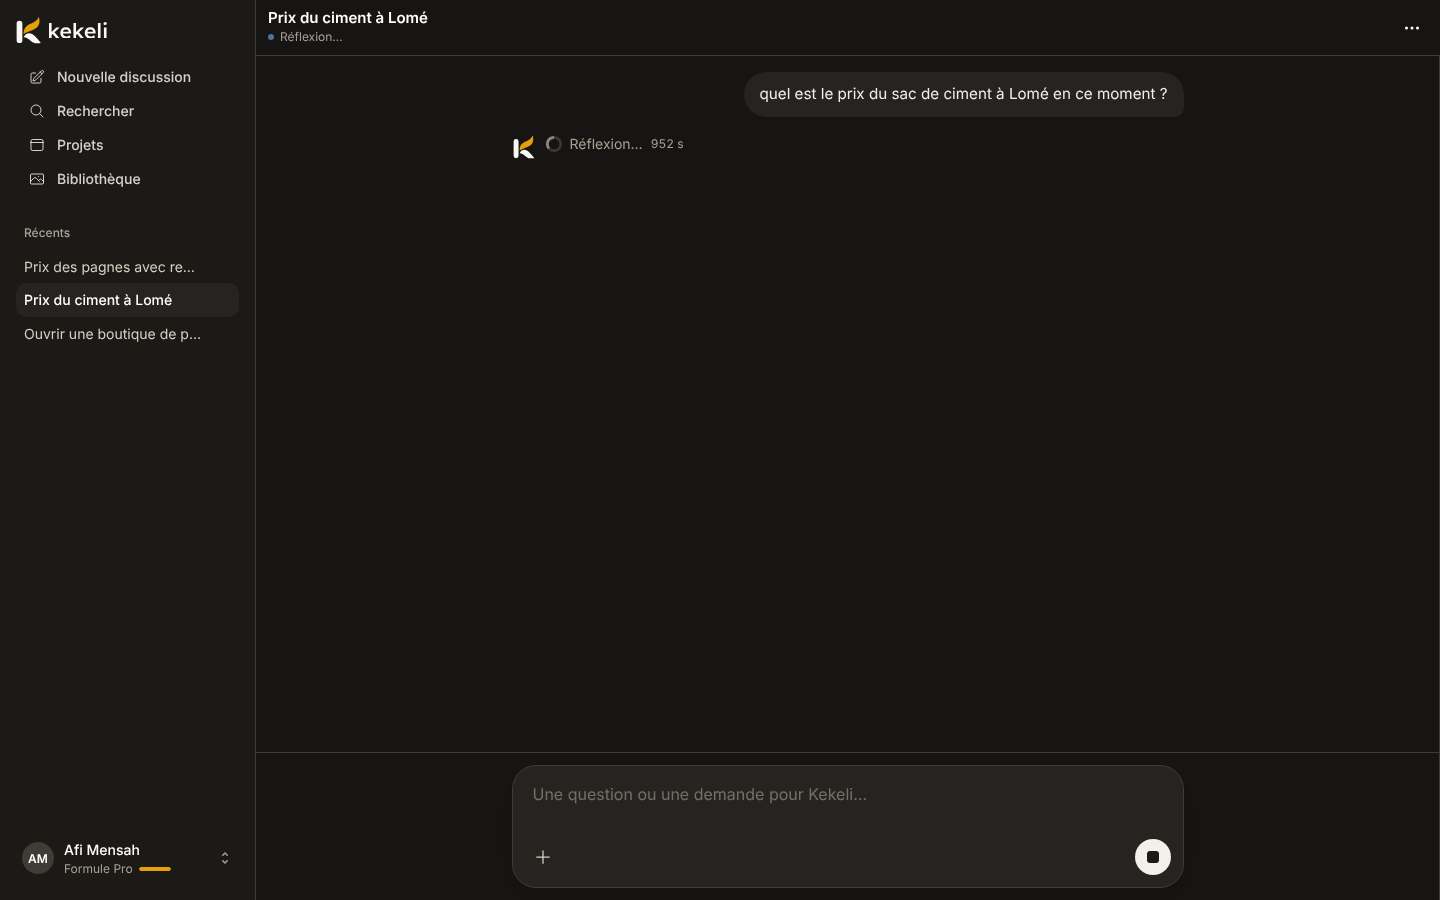 kekeli
Nouvelle discussion
Rechercher
Projets
Bibliothèque
Récents
Prix des pagnes avec re...
Prix du ciment à Lomé
Ouvrir une boutique de p...
AM
Afi Mensah
Formule Pro
Prix du ciment à Lomé
Réflexion...
quel est le prix du sac de ciment à Lomé en ce moment ?
Réflexion... 952 s
Une question ou une demande pour Kekeli...